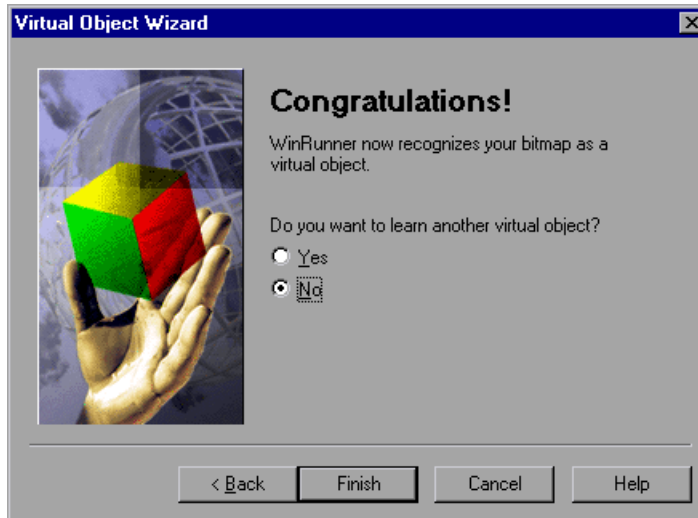 Virtual Object Wizard
Congratulations!
WinRunner now recognizes your bitmap as a
virtual object.
Do you want to learn another virtual object?
Yes
No
< Back
Finish
Cancel
Help